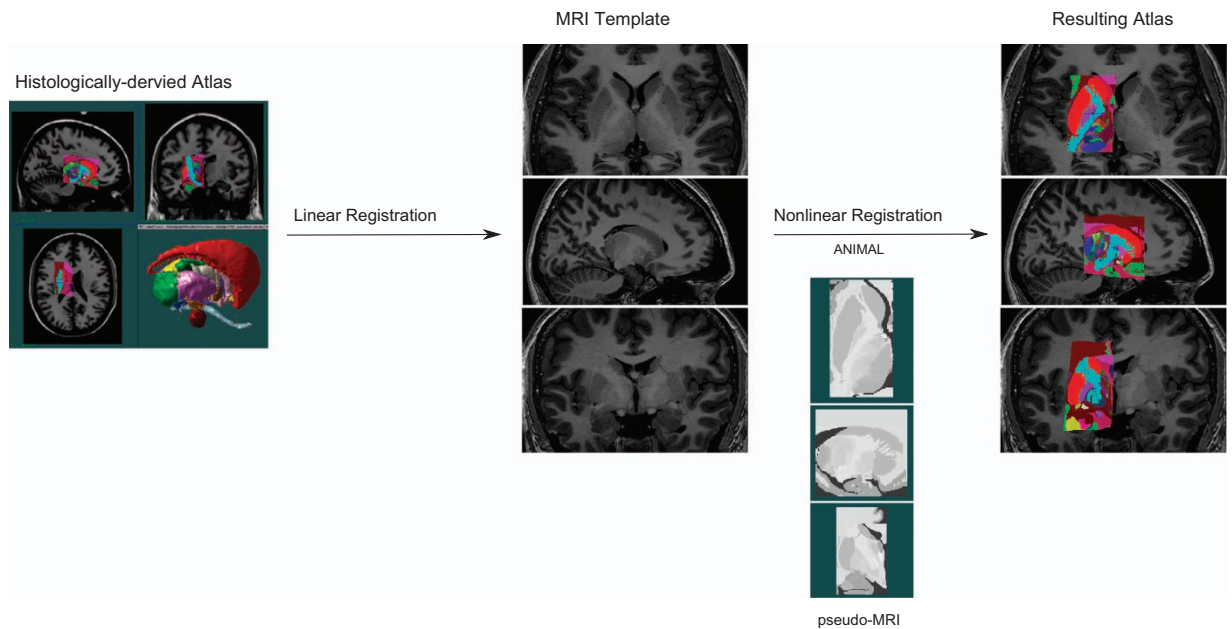 MRI Template
Resulting Atlas
Histologically-dervied Atlas
Linear Registration
Nonlinear Registration
ANIMAL
pseudo-MRI